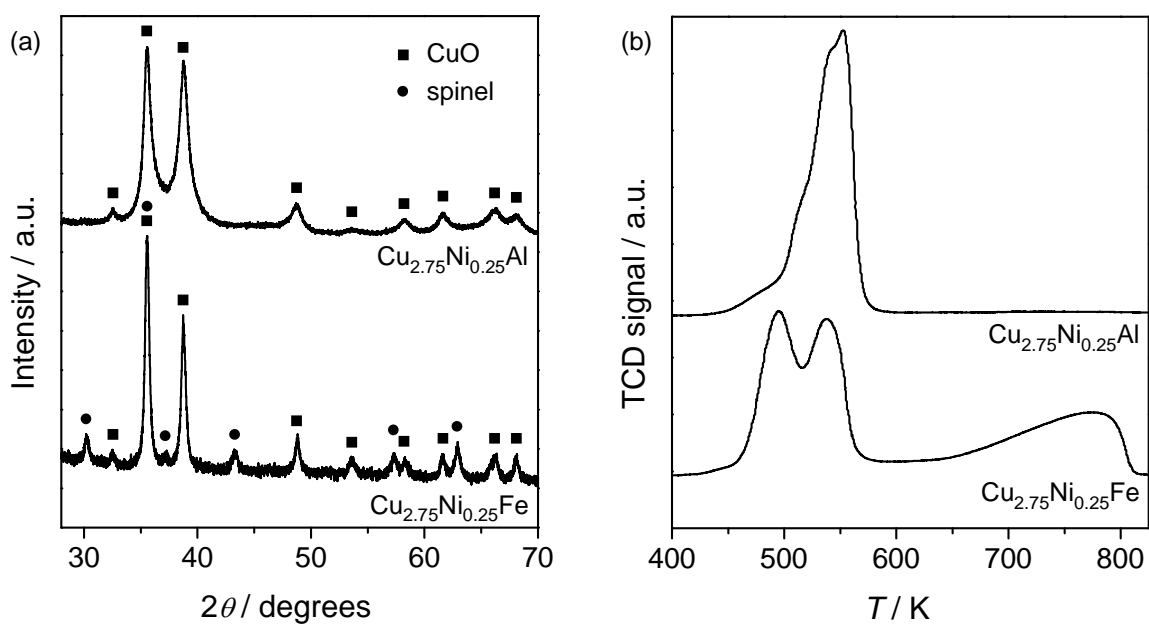 (a)
■ CuO
● spinel
Cu2.75Ni0.25Al
Cu2.75Ni0.25Fe
Intensity / a.u.
30 40 50 60 70
2θ / degrees
(b)
Cu2.75Ni0.25Al
Cu2.75Ni0.25Fe
TCD signal / a.u.
400 500 600 700 800
T / K